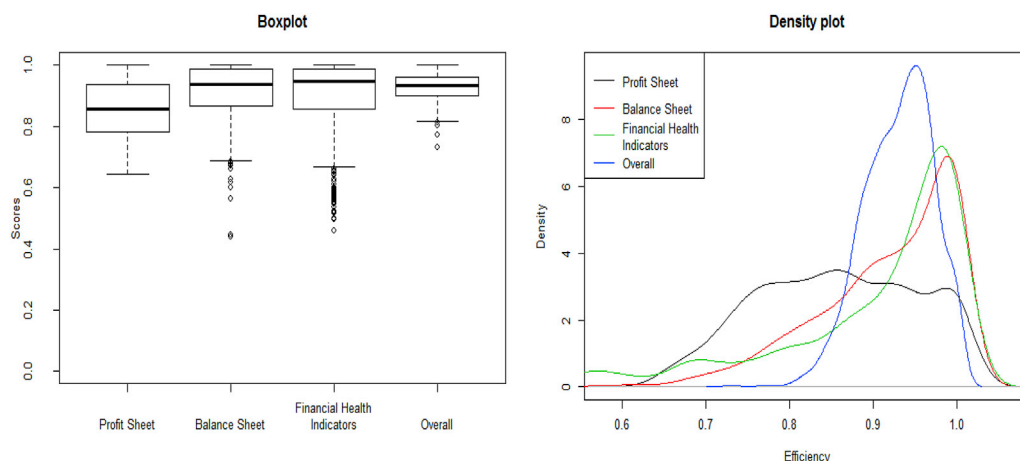 Boxplot
Scores
1.0
0.8
0.6
0.4
0.2
0.0
Profit Sheet
Balance Sheet
Financial Health
Indicators
Overall
Density plot
Density
8
6
4
2
0
Profit Sheet
Balance Sheet
Financial Health
Indicators
Overall
0.6 0.7 0.8 0.9 1.0
Efficiency